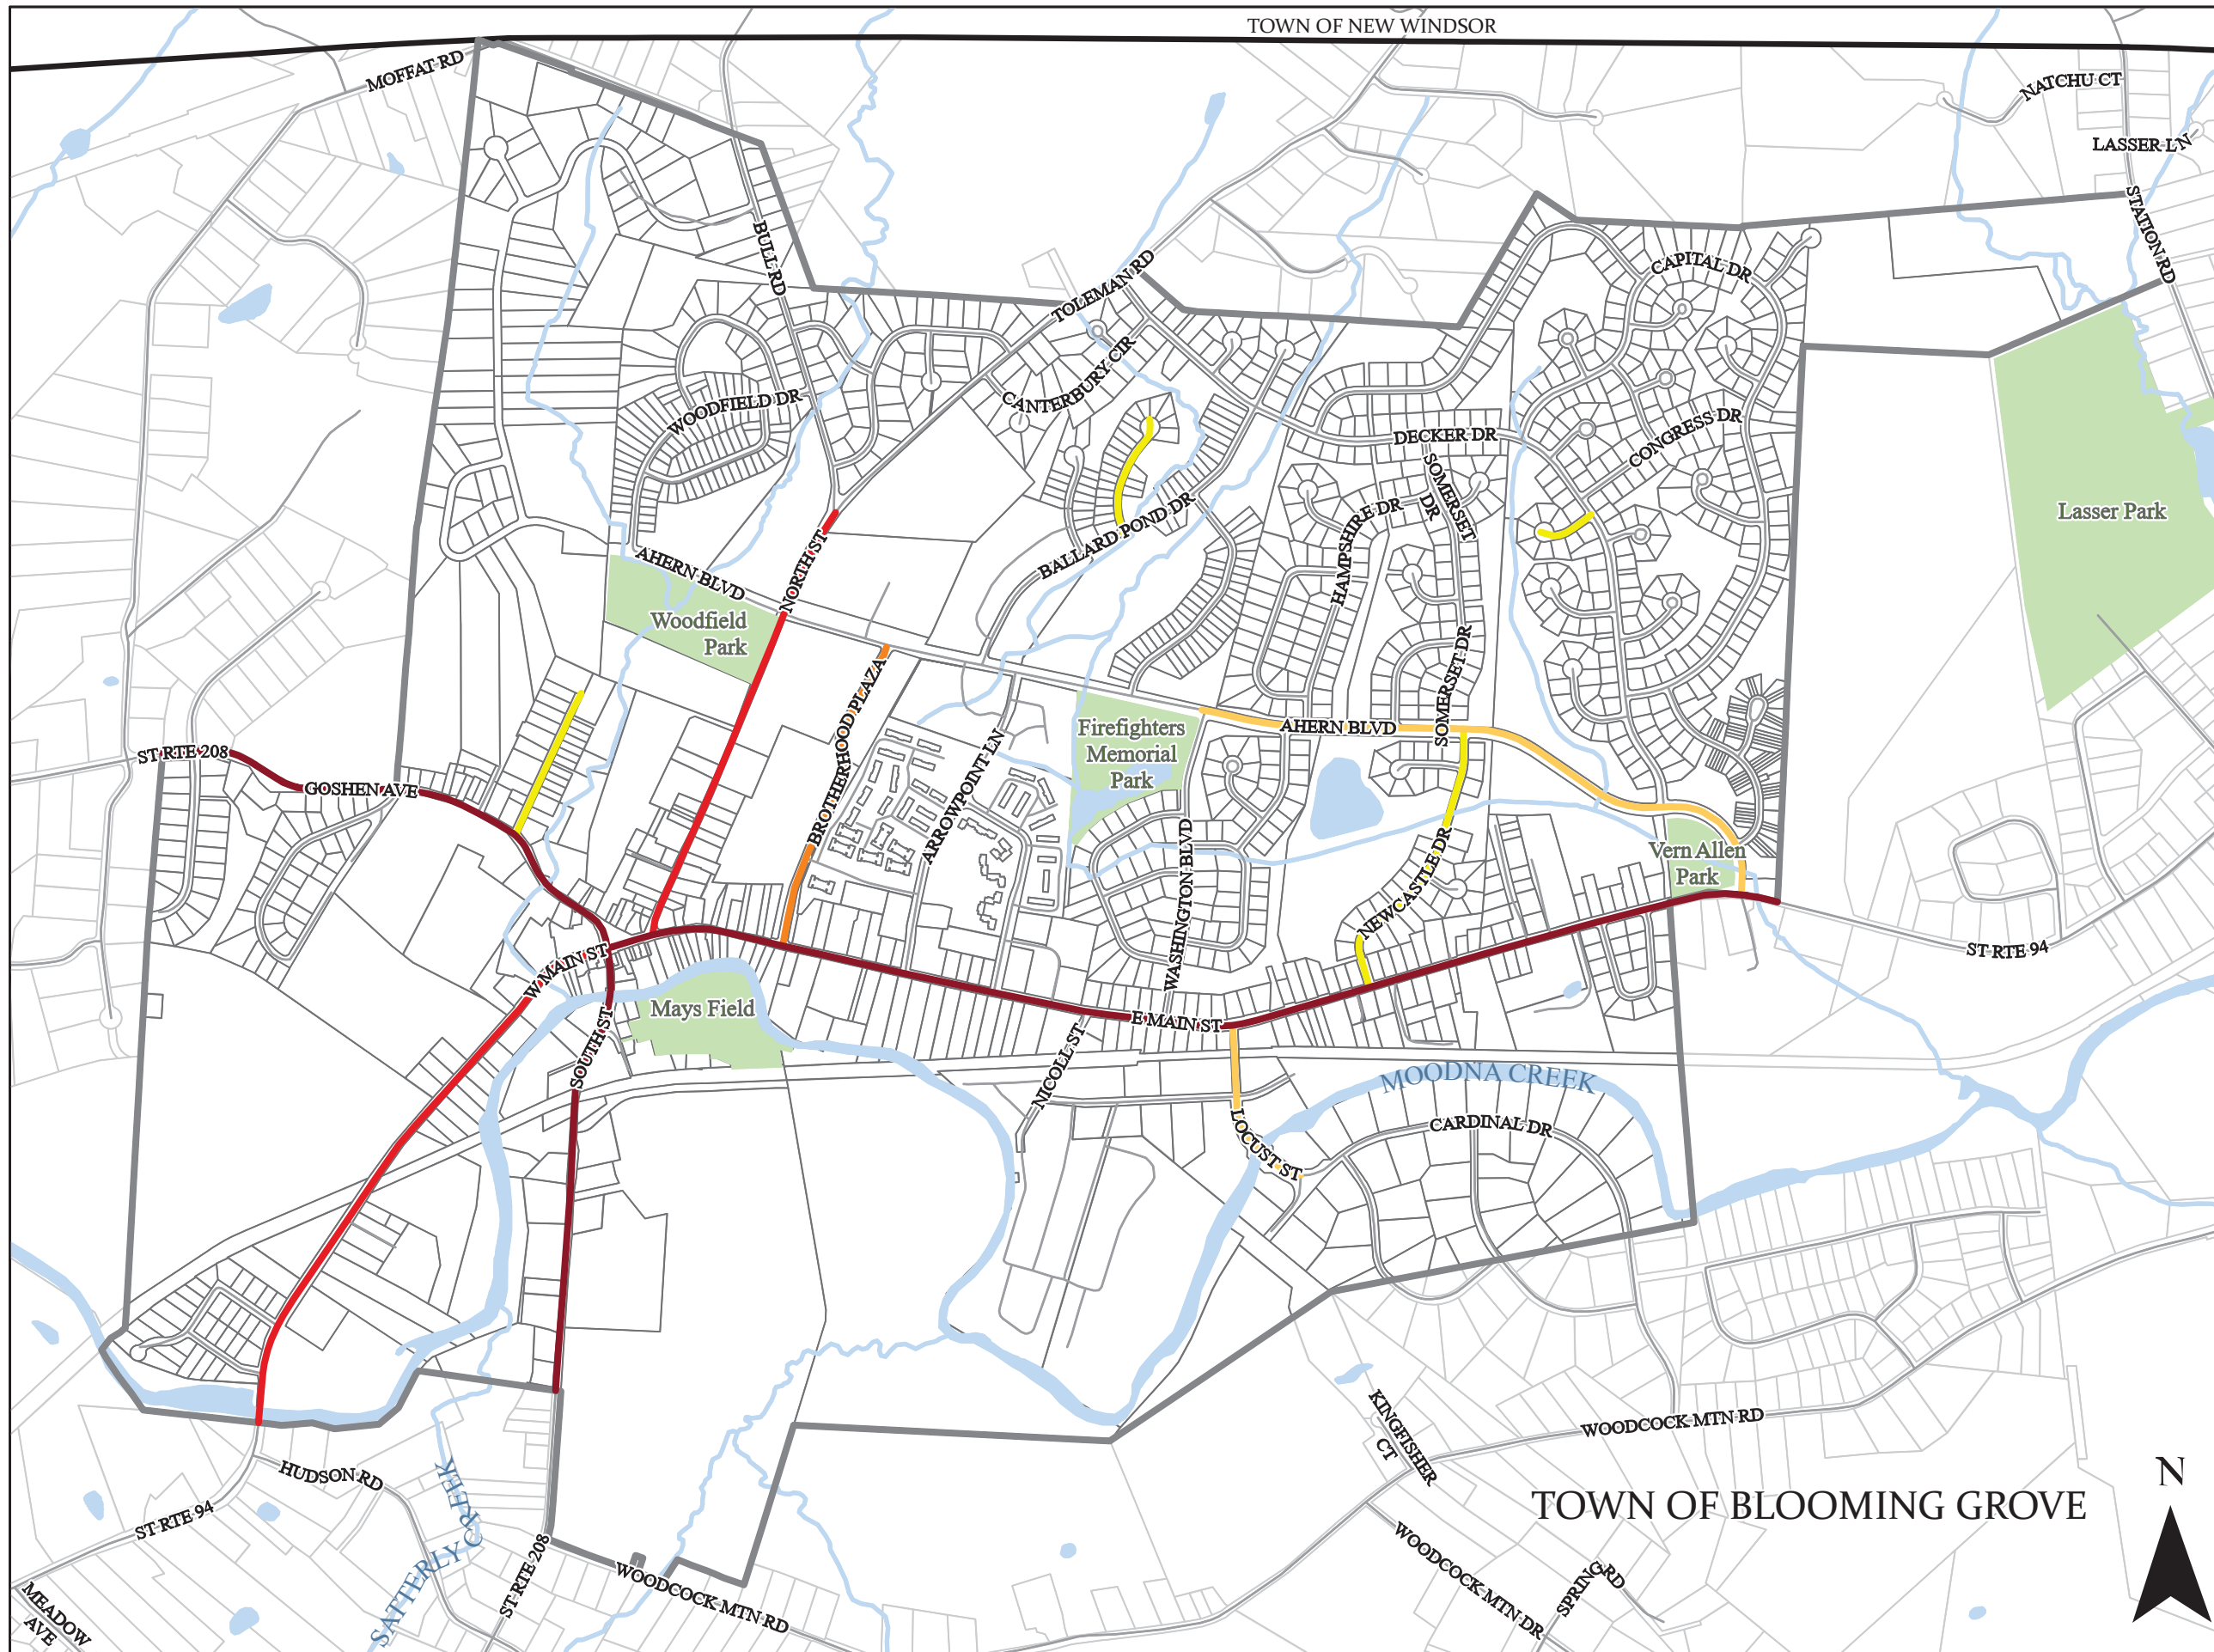 TOWN OF NEW WINDSOR
MOFFAT RD
NATCHU CT
LASSER LN
STATION RD
BULL RD
TOLEMAN RD
CAPITAL DR
CANTERBURY CIR
WOODFIELD DR
DECKER DR
CONGRESS DR
SOMERSET
DR
HAMPSHIRE DR
BALLARD POND DR
Lasser Park
NORTH ST
AHERN BLVD
Woodfield
Park
BROTHERHOOD PLAZA
SOMERSET DR
AHERN BLVD
Firefighters
Memorial
Park
ST RTE 208
GOSHEN AVE
ARROWPOINT LN
WASHINGTON BLVD
NEWCASTLE DR
Vern Allen
Park
ST RTE 94
W MAIN ST
Mays Field
SOUTH ST
E MAIN ST
NICOLL ST
MOODNA CREEK
LOCUST ST
CARDINAL DR
KINGFISHER
CT
WOODCOCK MTN RD
HUDSON RD
ST RTE 94
SATTERLY CREEK
TOWN OF BLOOMING GROVE
N
MEADOW
AVE
ST RTE 208
WOODCOCK MTN RD
WOODCOCK MTN DR
SPRING RD